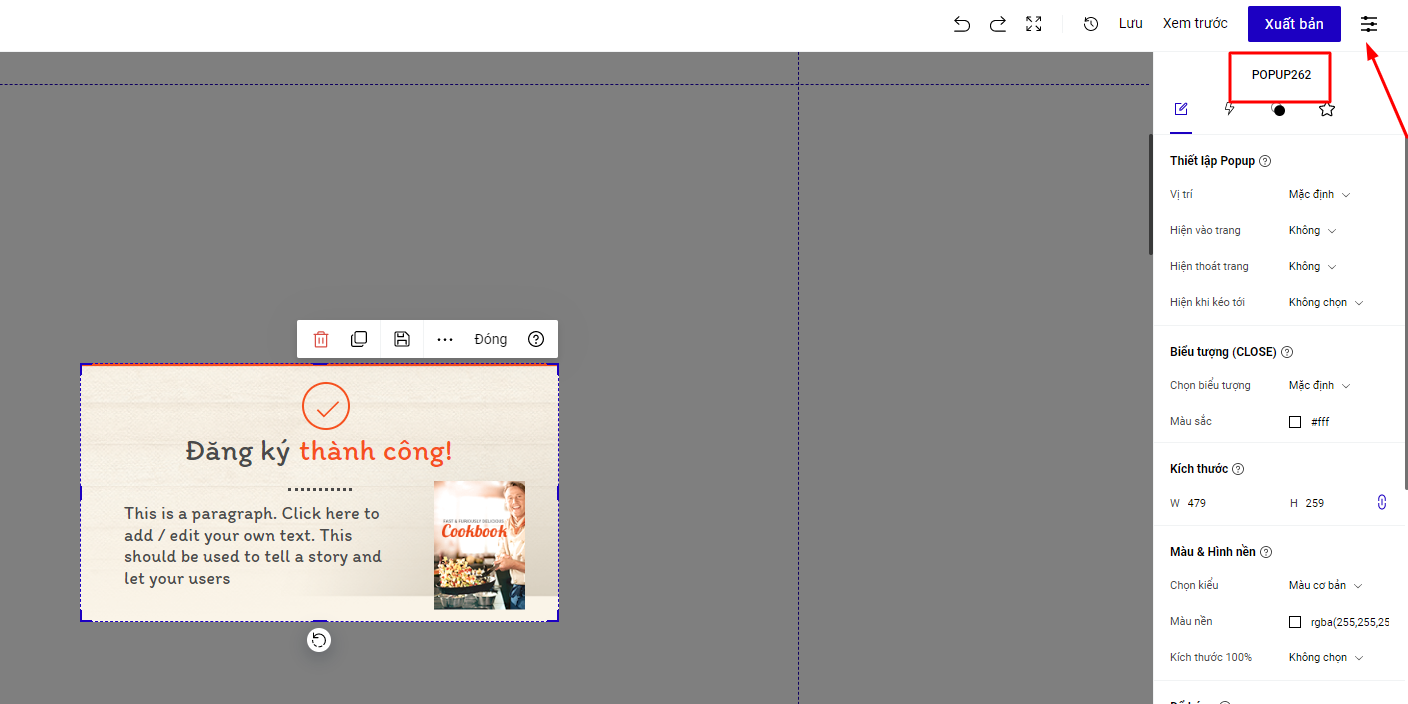 Lưu
Xem trước
Xuất bản
POPUP262
Thiết lập Popup
Vị trí
Mặc định
Hiện vào trang
Không
Hiện thoát trang
Không
Hiện khi kéo tới
Không chọn
Biểu tượng (CLOSE)
Chọn biểu tượng
Mặc định
Màu sắc
#fff
Kích thước
W 479
H 259
Màu & Hình nền
Chọn kiểu
Màu cơ bản
Màu nền
rgba(255,255,25
Kích thước 100%
Không chọn
Đóng
Đăng ký thành công!
This is a paragraph. Click here to
add / edit your own text. This
should be used to tell a story and
let your users
FAST & FURIOUSLY DELICIOUS
Cookbook